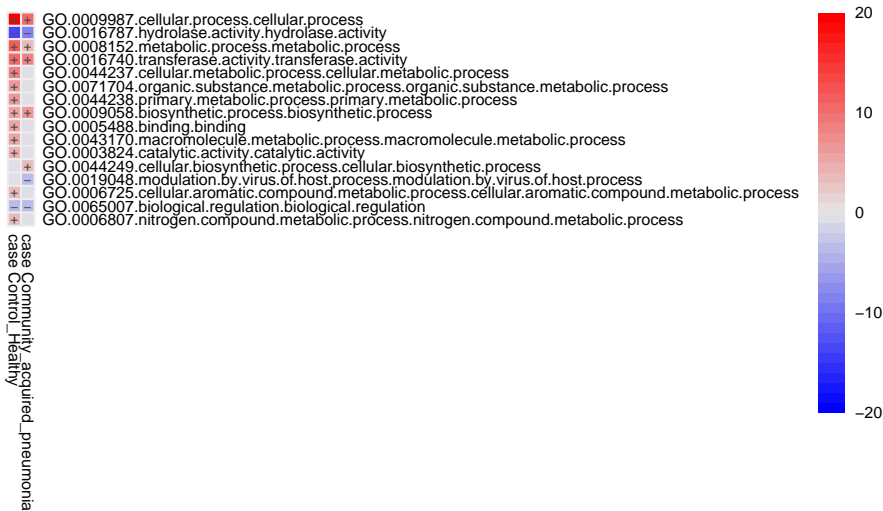 + + GO.0009987.cellular.process.cellular.process
− − GO.0016787.hydrolase.activity.hydrolase.activity
+ + GO.0008152.metabolic.process.metabolic.process
+ + GO.0016740.transferase.activity.transferase.activity
+ GO.0044237.cellular.metabolic.process.cellular.metabolic.process
+ GO.0071704.organic.substance.metabolic.process.organic.substance.metabolic.process
+ GO.0044238.primary.metabolic.process.primary.metabolic.process
+ + GO.0009058.biosynthetic.process.biosynthetic.process
+ GO.0005488.binding.binding
+ GO.0043170.macromolecule.metabolic.process.macromolecule.metabolic.process
+ GO.0003824.catalytic.activity.catalytic.activity
+ GO.0044249.cellular.biosynthetic.process.cellular.biosynthetic.process
− GO.0019048.modulation.by.virus.of.host.process.modulation.by.virus.of.host.process
+ GO.0006725.cellular.aromatic.compound.metabolic.process.cellular.aromatic.compound.metabolic.process
− − GO.0065007.biological.regulation.biological.regulation
+ GO.0006807.nitrogen.compound.metabolic.process.nitrogen.compound.metabolic.process
case Control_Healthy
case Community_acquired_pneumonia
20
10
0
−10
−20